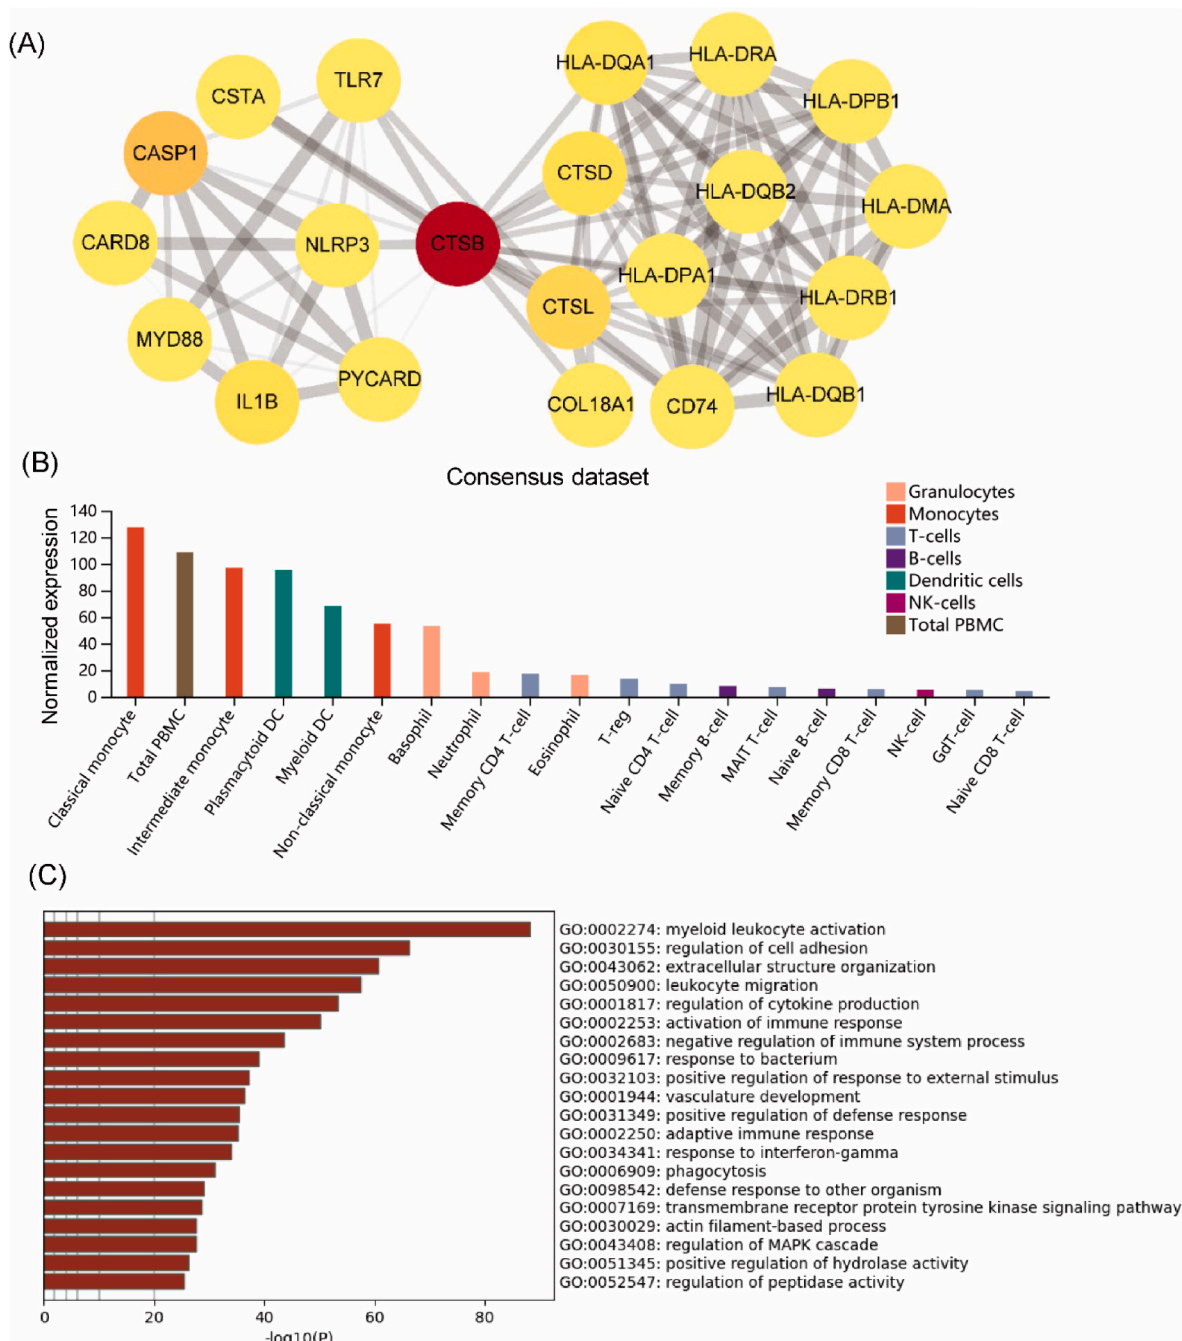 (A)
HLA-DRA
HLA-DQA1
TLR7
CSTA
HLA-DPB1
CASP1
CTSD
HLA-DQB2
HLA-DMA
CARD8
NLRP3
CTSB
HLA-DPA1
HLA-DRB1
CTSL
MYD88
PYCARD
HLA-DQB1
IL1B
COL18A1
CD74
(B)
Consensus dataset
Normalized expression
140
120
100
80
60
40
20
0
Granulocytes
Monocytes
T-cells
B-cells
Dendritic cells
NK-cells
Total PBMC
Classical monocyte
Total PBMC
Intermediate monocyte
Plasmacytoid DC
Myeloid DC
Non-classical monocyte
Basophil
Neutrophil
Memory CD4 T-cell
Eosinophil
T-reg
Naive CD4 T-cell
Memory B-cell
MAIT T-cell
Naive B-cell
Memory CD8 T-cell
NK-cell
GdT-cell
Naive CD8 T-cell
(C)
GO:0002274: myeloid leukocyte activation
GO:0030155: regulation of cell adhesion
GO:0043062: extracellular structure organization
GO:0050900: leukocyte migration
GO:0001817: regulation of cytokine production
GO:0002253: activation of immune response
GO:0002683: negative regulation of immune system process
GO:0009617: response to bacterium
GO:0032103: positive regulation of response to external stimulus
GO:0001944: vasculature development
GO:0031349: positive regulation of defense response
GO:0002250: adaptive immune response
GO:0034341: response to interferon-gamma
GO:0006909: phagocytosis
GO:0098542: defense response to other organism
GO:0007169: transmembrane receptor protein tyrosine kinase signaling pathway
GO:0030029: actin filament-based process
GO:0043408: regulation of MAPK cascade
GO:0051345: positive regulation of hydrolase activity
GO:0052547: regulation of peptidase activity
0 20 40 60 80
-log10(P)